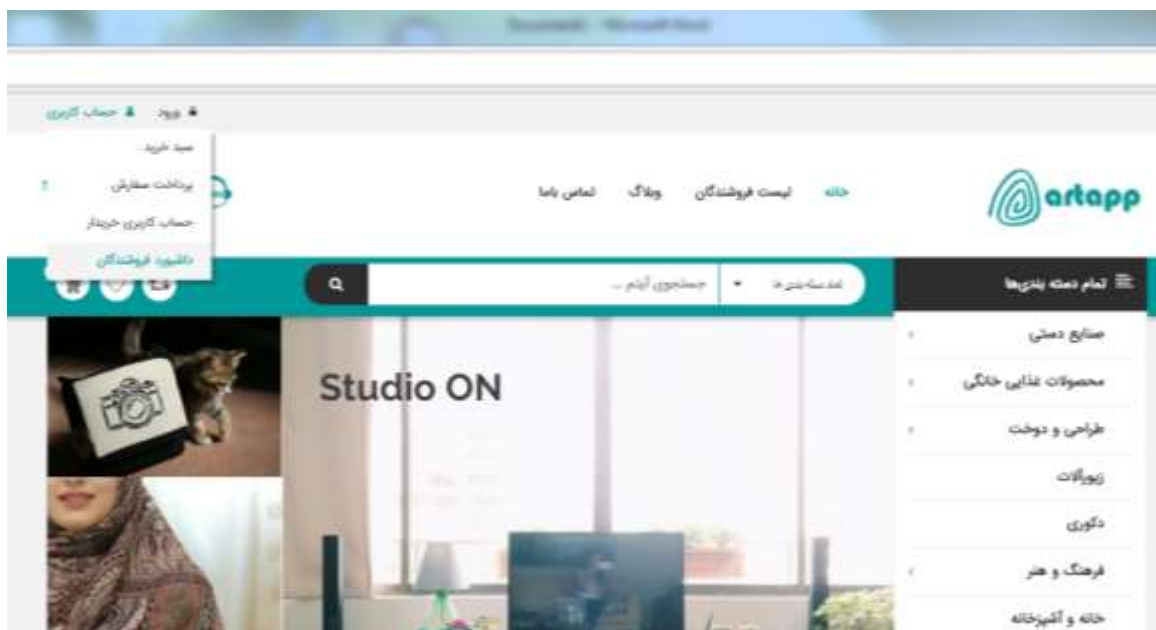 ورود
حساب کاربری
سبد خرید
پرداخت سفارش
حساب کاربری خریدار
داشبورد فروشندگان
artapp
خانه لیست فروشندگان وبلاگ تماس باما
تمام دسته بندی‌ها
جستجوی آیتم ...
صنایع دستی
محصولات غذایی خانگی
طراحی و دوخت
زیورآلات
دکوری
فرهنگ و هنر
خانه و آشپزخانه
Studio ON